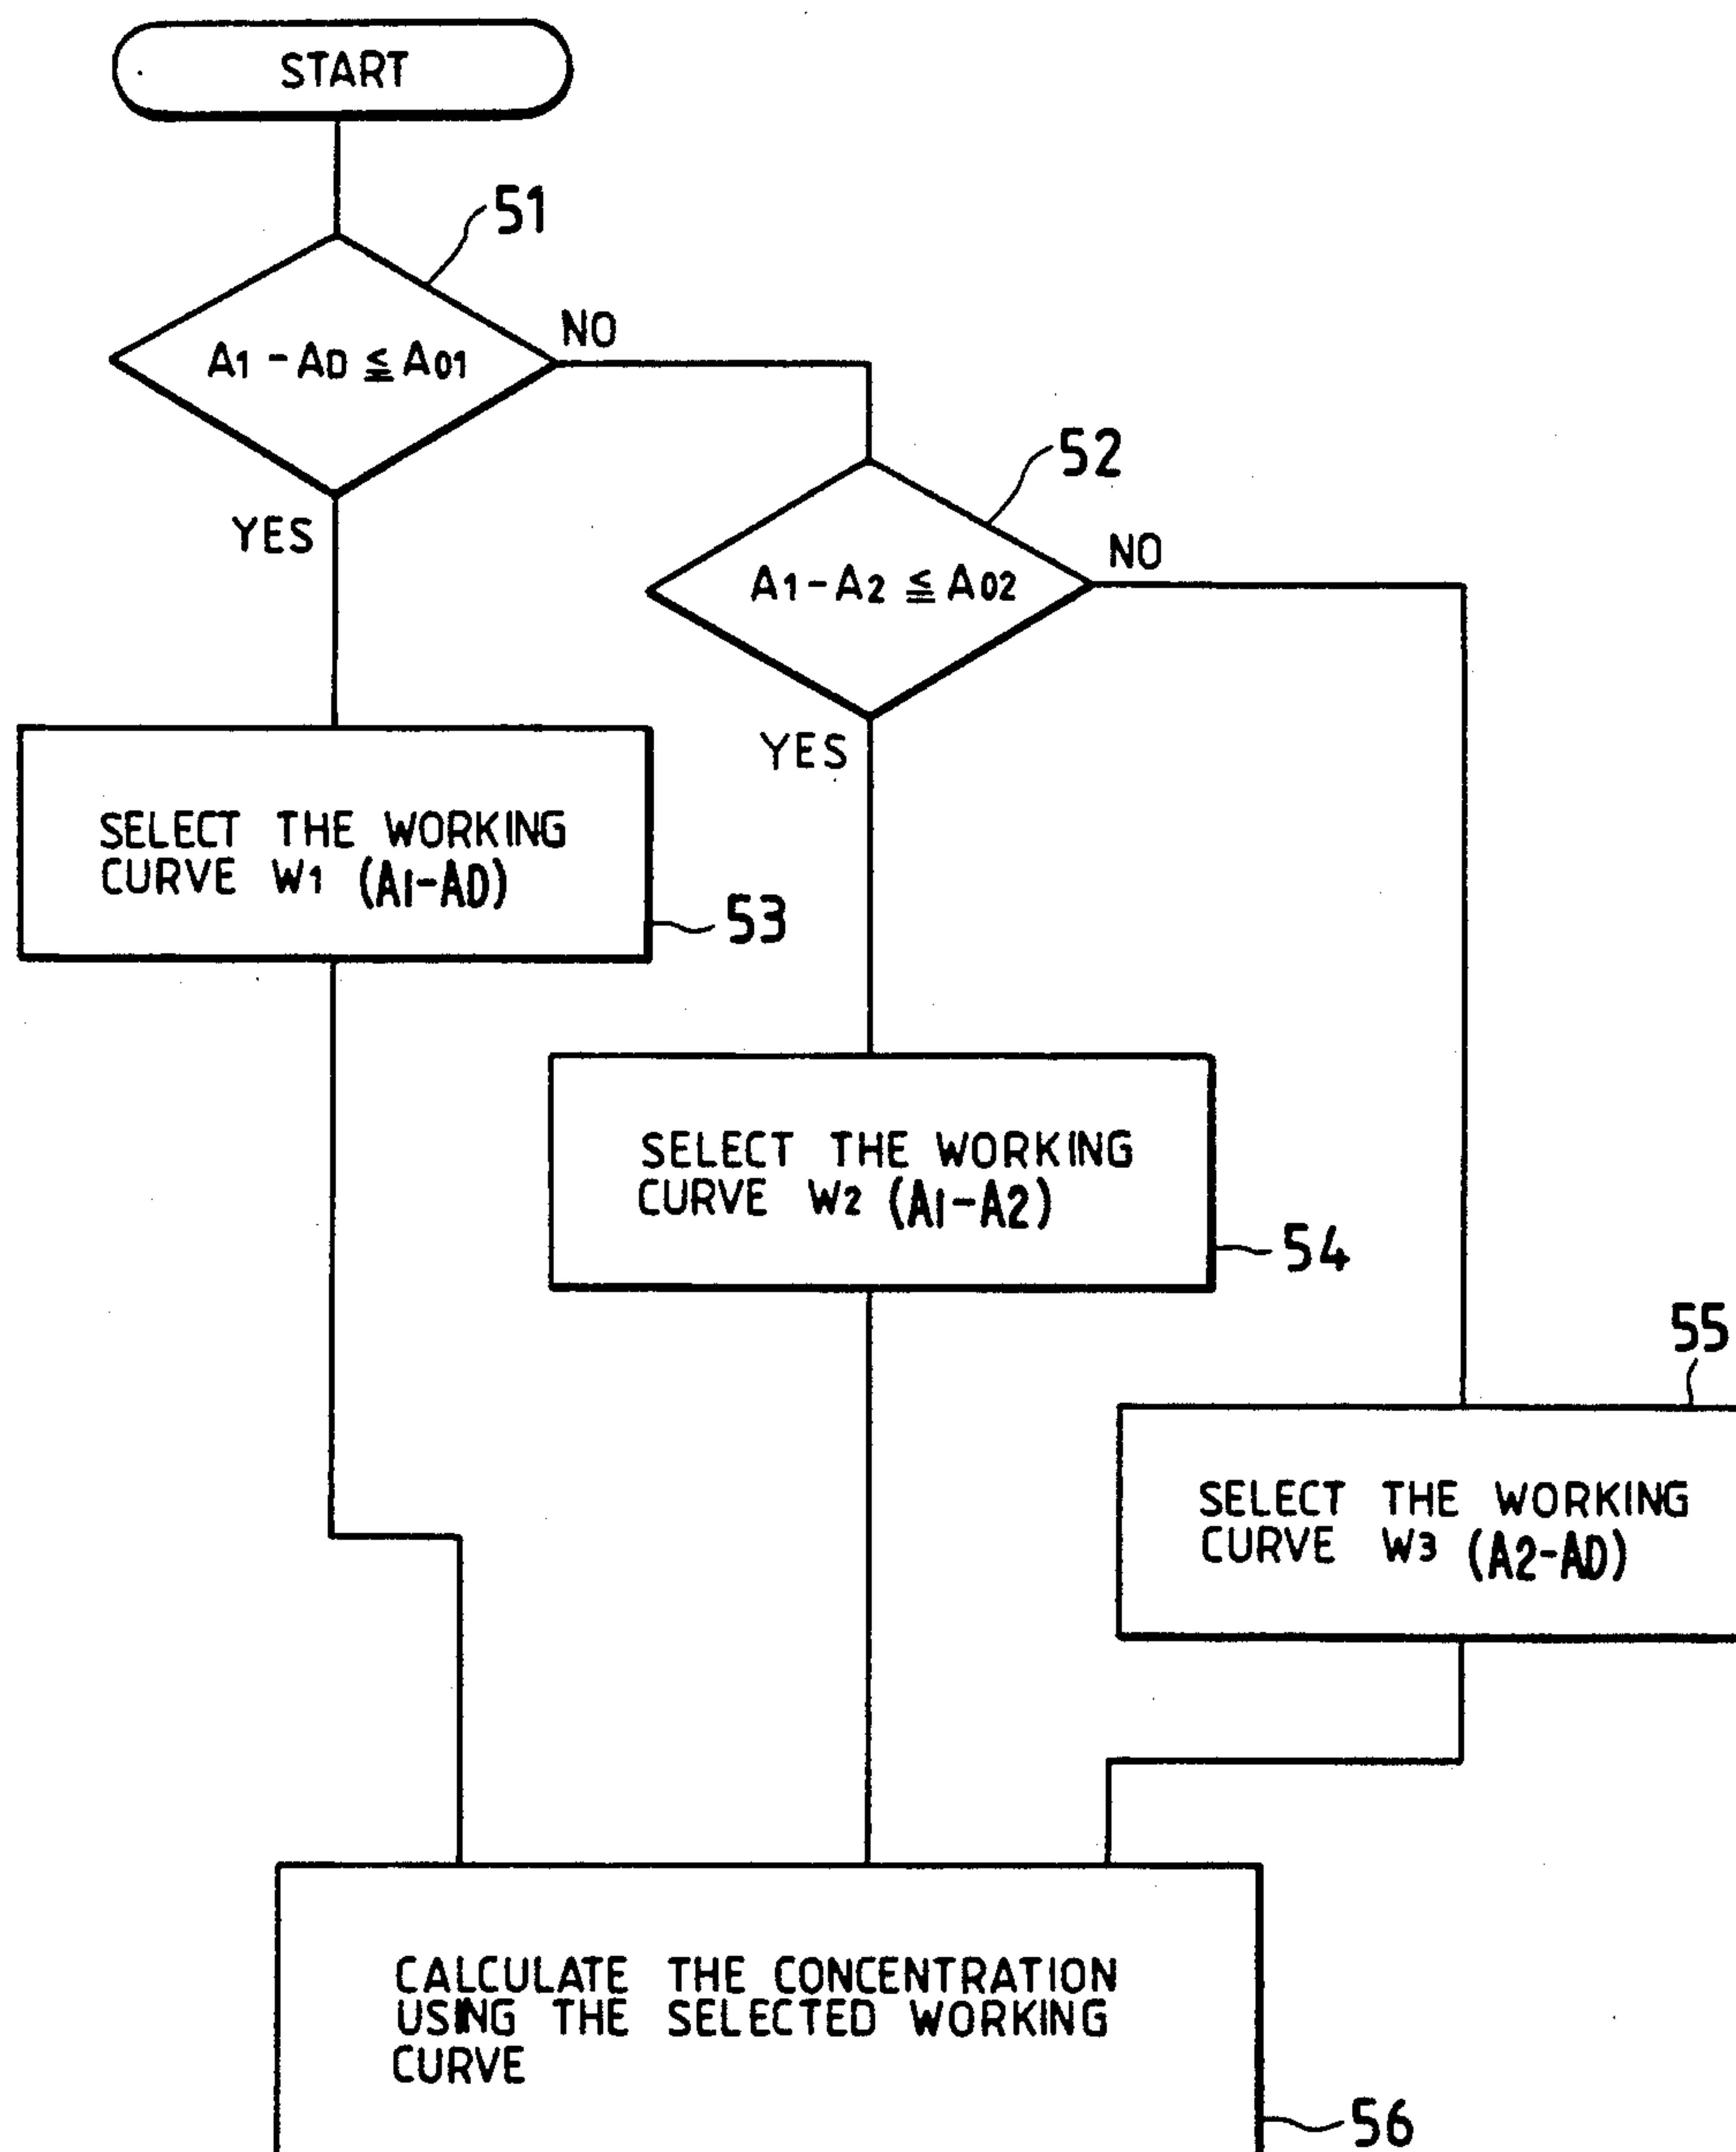 START
51
A1 - AD ≦ A01
NO
YES
52
A1 - A2 ≦ A02
NO
YES
SELECT THE WORKING
CURVE W1 (A1-AD)
53
SELECT THE WORKING
CURVE W2 (A1-A2)
54
55
SELECT THE WORKING
CURVE W3 (A2-AD)
CALCULATE THE CONCENTRATION
USING THE SELECTED WORKING
CURVE
56